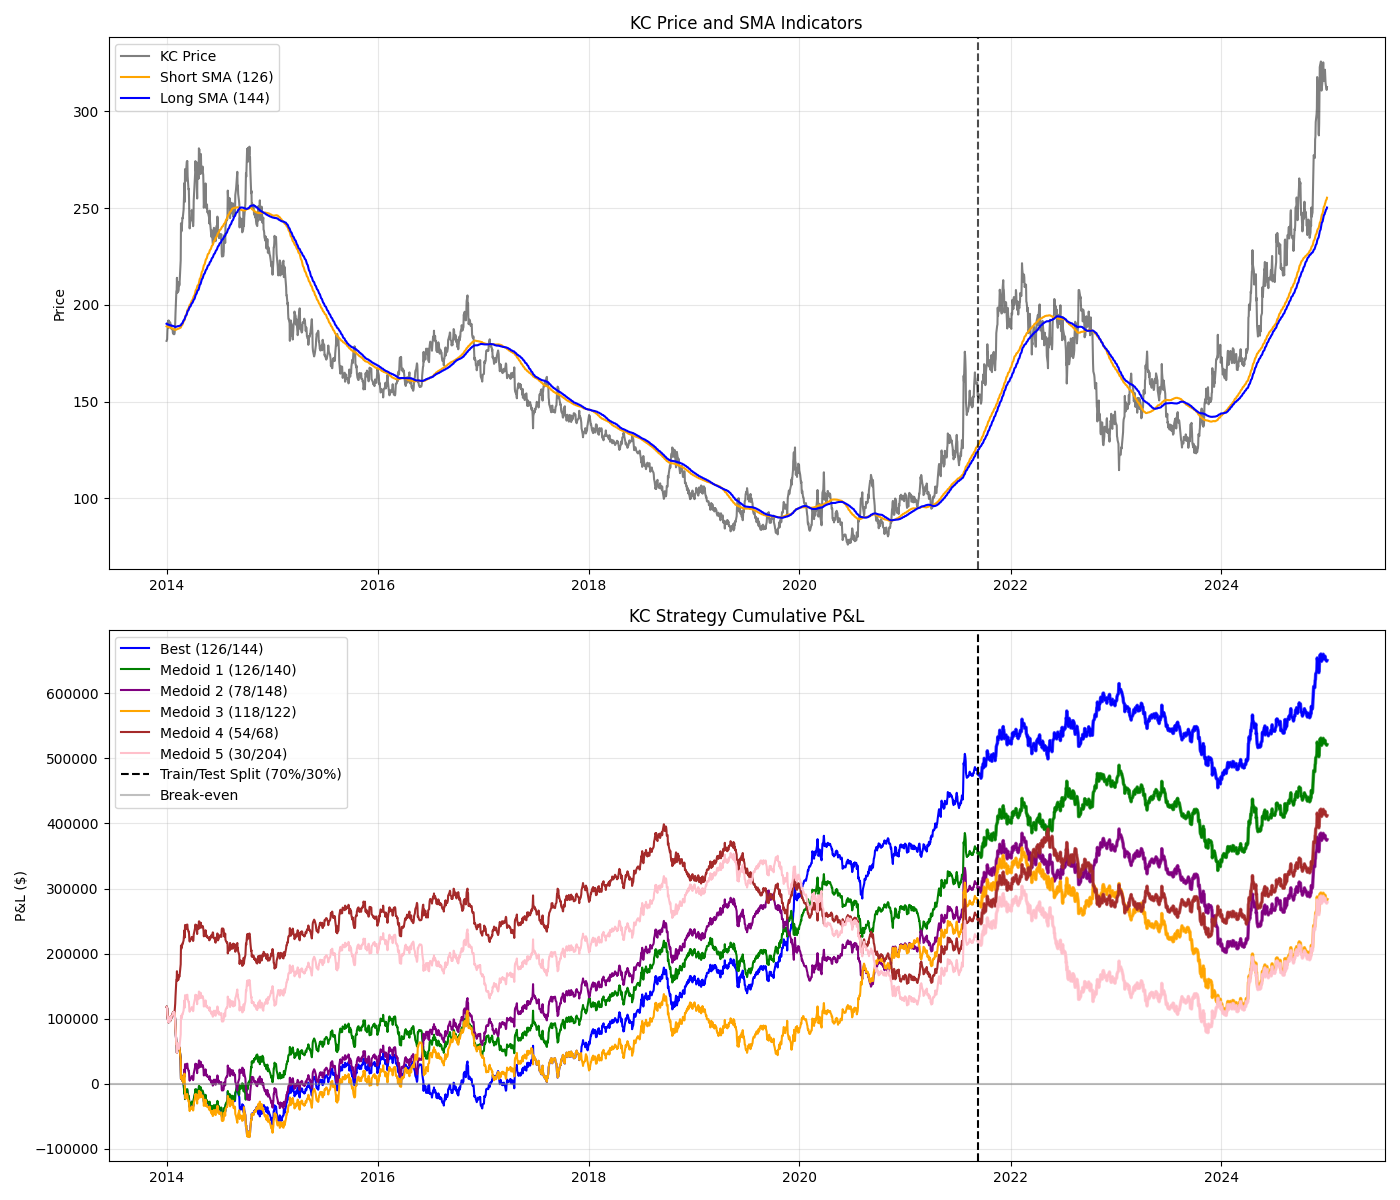 KC Price and SMA Indicators
KC Price
Short SMA (126)
Long SMA (144)
300
250
200
150
100
Price
2014
2016
2018
2020
2022
2024
KC Strategy Cumulative P&L
Best (126/144)
Medoid 1 (126/140)
Medoid 2 (78/148)
Medoid 3 (118/122)
Medoid 4 (54/68)
Medoid 5 (30/204)
Train/Test Split (70%/30%)
Break-even
600000
500000
400000
300000
200000
100000
0
−100000
P&L ($)
2014
2016
2018
2020
2022
2024